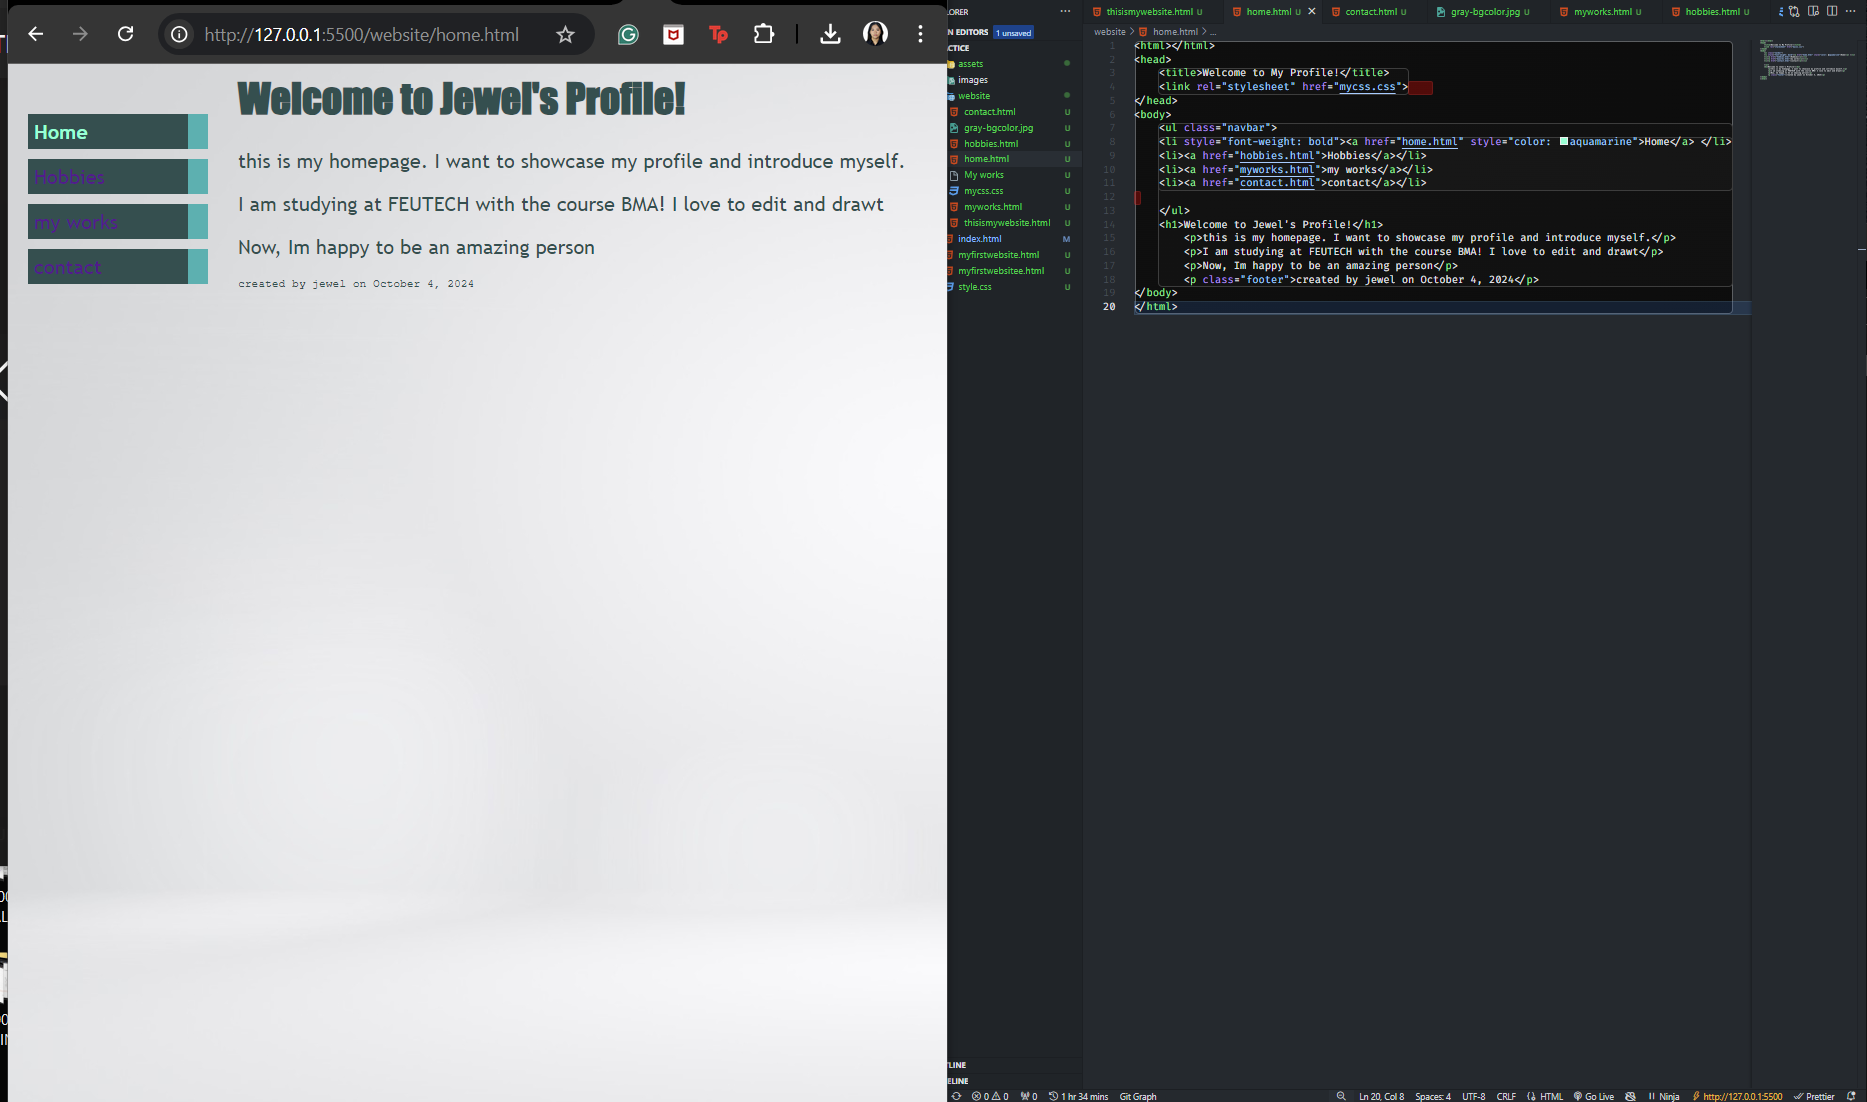 http://127.0.0.1:5500/website/home.html
Welcome to Jewel's Profile!
Home
Hobbies
my works
contact
this is my homepage. I want to showcase my profile and introduce myself.
I am studying at FEUTECH with the course BMA! I love to edit and drawt
Now, Im happy to be an amazing person
created by jewel on October 4, 2024
LORER
N EDITORS 1 unsaved
CTICE
assets
images
website
contact.html U
gray-bgcolor.jpg U
hobbies.html U
home.html U
My works U
mycss.css U
myworks.html U
thisismywebsite.html U
index.html M
myfirstwebsite.html U
myfirstwebsitee.html U
style.css U
TLINE
ELINE
thisismywebsite.html U home.html U contact.html U gray-bgcolor.jpg U myworks.html U hobbies.html U
website > home.html > ...
1 <html></html>
2 <head>
3 <title>Welcome to My Profile!</title>
4 <link rel="stylesheet" href="mycss.css">
5 </head>
6 <body>
7 <ul class="navbar">
8 <li style="font-weight: bold"><a href="home.html" style="color: aquamarine">Home</a> </li>
9 <li><a href="hobbies.html">Hobbies</a></li>
10 <li><a href="myworks.html">my works</a></li>
11 <li><a href="contact.html">contact</a></li>
12
13 </ul>
14 <h1>Welcome to Jewel's Profile!</h1>
15 <p>this is my homepage. I want to showcase my profile and introduce myself.</p>
16 <p>I am studying at FEUTECH with the course BMA! I love to edit and drawt</p>
17 <p>Now, Im happy to be an amazing person</p>
18 <p class="footer">created by jewel on October 4, 2024</p>
19 </body>
20 </html>
0 0 0 1 hr 34 mins Git Graph Ln 20, Col 8 Spaces: 4 UTF-8 CRLF HTML Go Live Ninja http://127.0.0.1:5500 Prettier